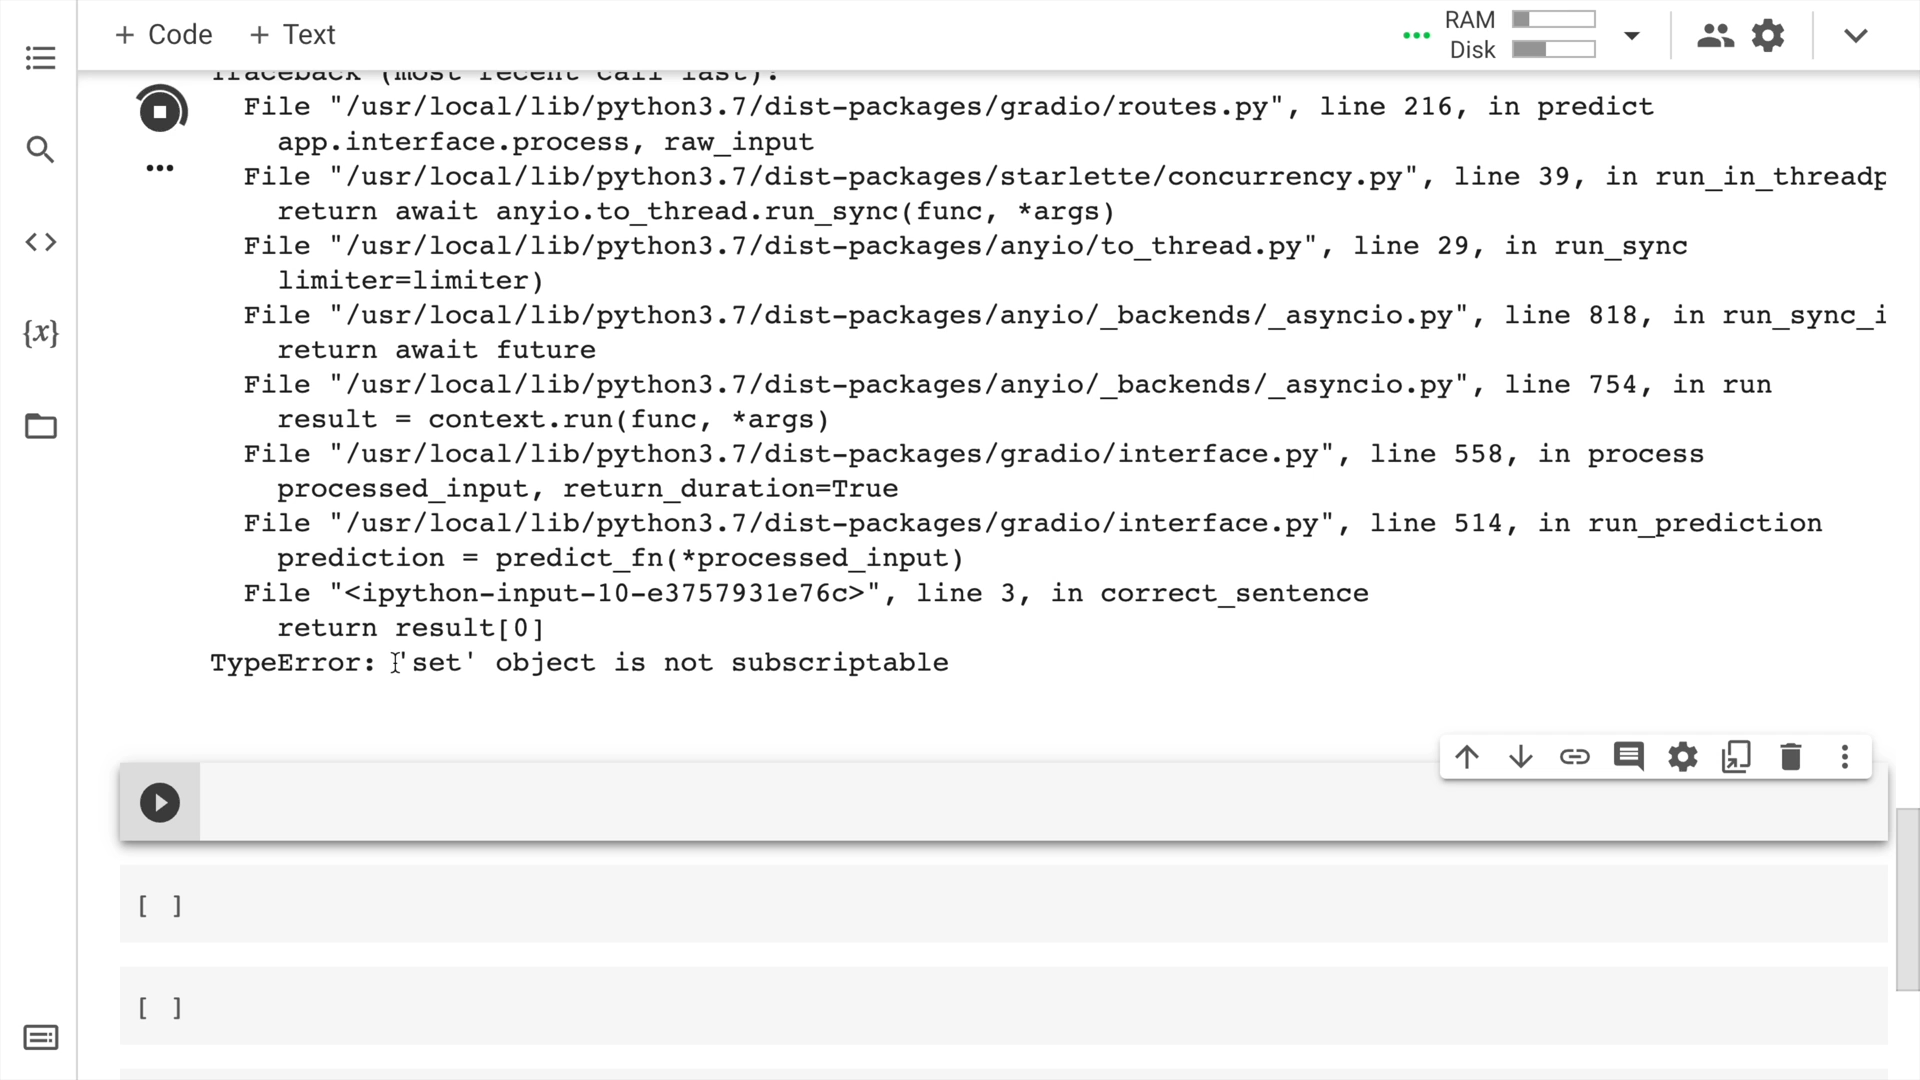 + Code + Text
RAM
Disk
Traceback (most recent call last):
File "/usr/local/lib/python3.7/dist-packages/gradio/routes.py", line 216, in predict
app.interface.process, raw_input
File "/usr/local/lib/python3.7/dist-packages/starlette/concurrency.py", line 39, in run_in_threadp
return await anyio.to_thread.run_sync(func, *args)
File "/usr/local/lib/python3.7/dist-packages/anyio/to_thread.py", line 29, in run_sync
limiter=limiter)
File "/usr/local/lib/python3.7/dist-packages/anyio/_backends/_asyncio.py", line 818, in run_sync_i
return await future
File "/usr/local/lib/python3.7/dist-packages/anyio/_backends/_asyncio.py", line 754, in run
result = context.run(func, *args)
File "/usr/local/lib/python3.7/dist-packages/gradio/interface.py", line 558, in process
processed_input, return_duration=True
File "/usr/local/lib/python3.7/dist-packages/gradio/interface.py", line 514, in run_prediction
prediction = predict_fn(*processed_input)
File "<ipython-input-10-e3757931e76c>", line 3, in correct_sentence
return result[0]
TypeError: 'set' object is not subscriptable
[ ]
[ ]